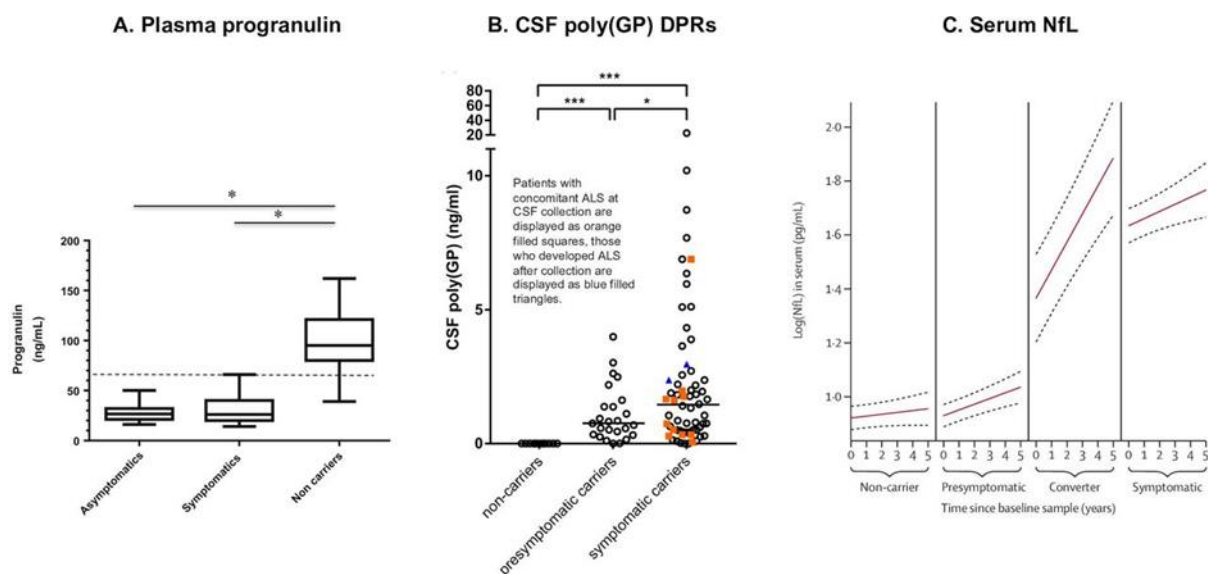 A. Plasma progranulin
*
*
200
150
100
50
0
Progranulin
(ng/mL)
Asymptomatics
Symptomatics
Non carriers
B. CSF poly(GP) DPRs
***
***
*
80
60
40
20
10
5
0
CSF poly(GP) (ng/ml)
Patients with
concomitant ALS at
CSF collection are
displayed as orange
filled squares, those
who developed ALS
after collection are
displayed as blue filled
triangles.
non-carriers
presymptomatic carriers
symptomatic carriers
C. Serum NfL
2·0
1·8
1·6
1·4
1·2
1·0
Log(NfL) in serum (pg/mL)
0 1 2 3 4 5 0 1 2 3 4 5 0 1 2 3 4 5 0 1 2 3 4 5
Non-carrier Presymptomatic Converter Symptomatic
Time since baseline sample (years)